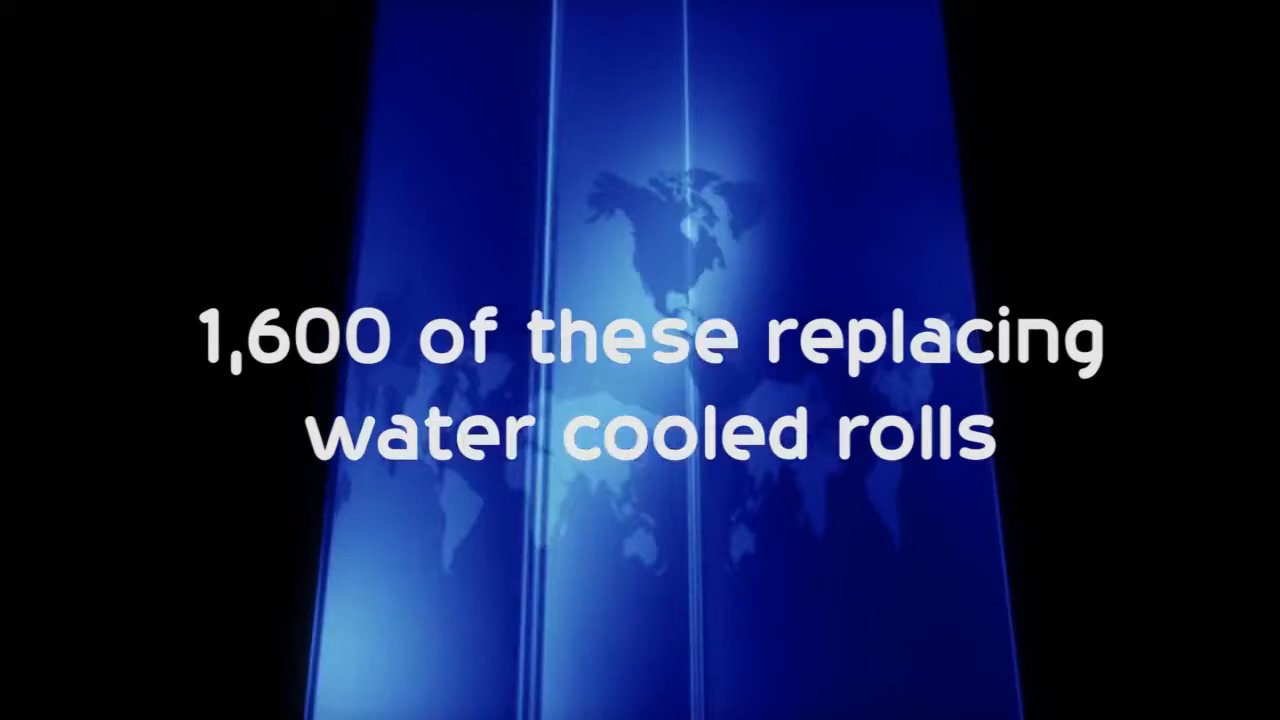 1,600 of these replacing
water cooled rolls